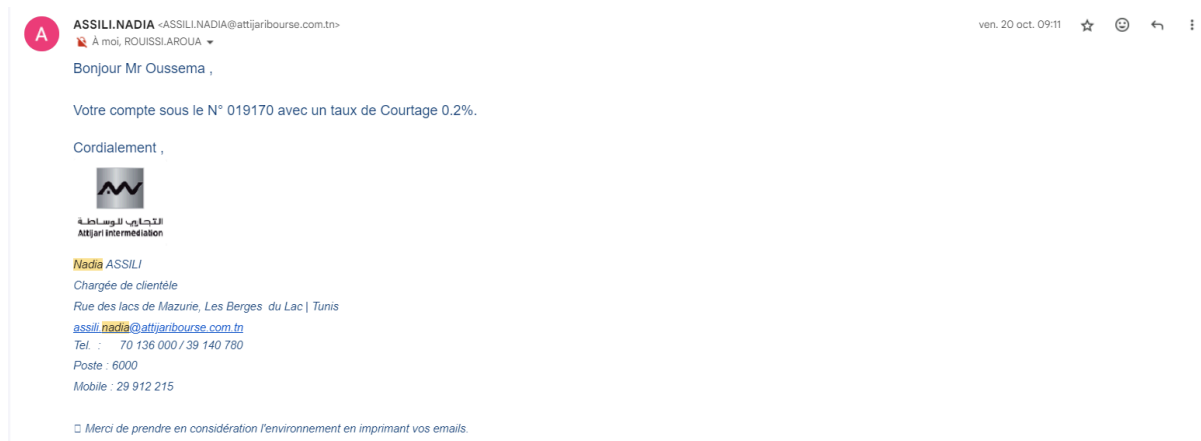 A
ASSILI.NADIA <ASSILI.NADIA@attijaribourse.com.tn>
ven. 20 oct. 09:11
À moi, ROUISSI.AROUA
Bonjour Mr Oussema ,
Votre compte sous le N° 019170 avec un taux de Courtage 0.2%.
Cordialement ,
التجاري للوساطة
Attijari Intermédiation
Nadia ASSILI
Chargée de clientéle
Rue des lacs de Mazurie, Les Berges du Lac | Tunis
assili.nadia@attijaribourse.com.tn
Tel. : 70 136 000 / 39 140 780
Poste : 6000
Mobile : 29 912 215
Merci de prendre en considération l'environnement en imprimant vos emails.